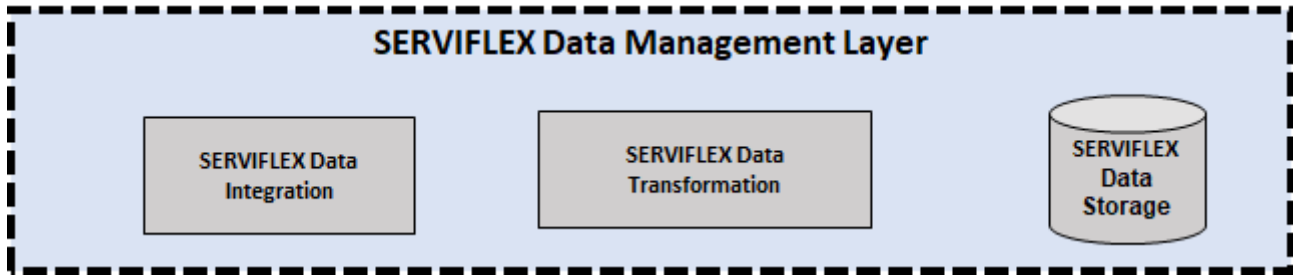 SERVIFLEX Data Management Layer
SERVIFLEX Data
Integration
SERVIFLEX Data
Transformation
SERVIFLEX
Data
Storage